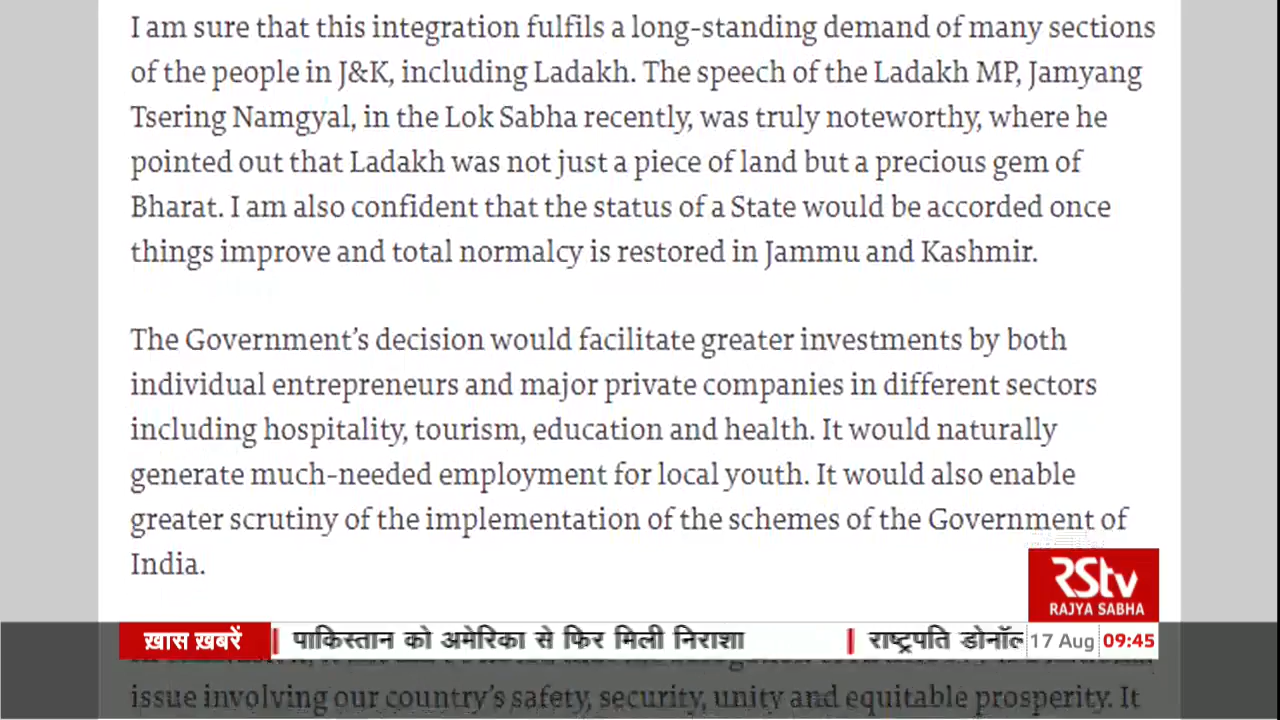 I am sure that this integration fulfils a long-standing demand of many sections
of the people in J&K, including Ladakh. The speech of the Ladakh MP, Jamyang
Tsering Namgyal, in the Lok Sabha recently, was truly noteworthy, where he
pointed out that Ladakh was not just a piece of land but a precious gem of
Bharat. I am also confident that the status of a State would be accorded once
things improve and total normalcy is restored in Jammu and Kashmir.
The Government's decision would facilitate greater investments by both
individual entrepreneurs and major private companies in different sectors
including hospitality, tourism, education and health. It would naturally
generate much-needed employment for local youth. It would also enable
greater scrutiny of the implementation of the schemes of the Government of
India.
RSTV
RAJYA SABHA
ख़ास ख़बरें | पाकिस्तान को अमेरिका से फिर मिली निराशा | राष्ट्रपति डोनॉल 17 Aug 09:45
issue involving our country's safety, security, unity and equitable prosperity. It